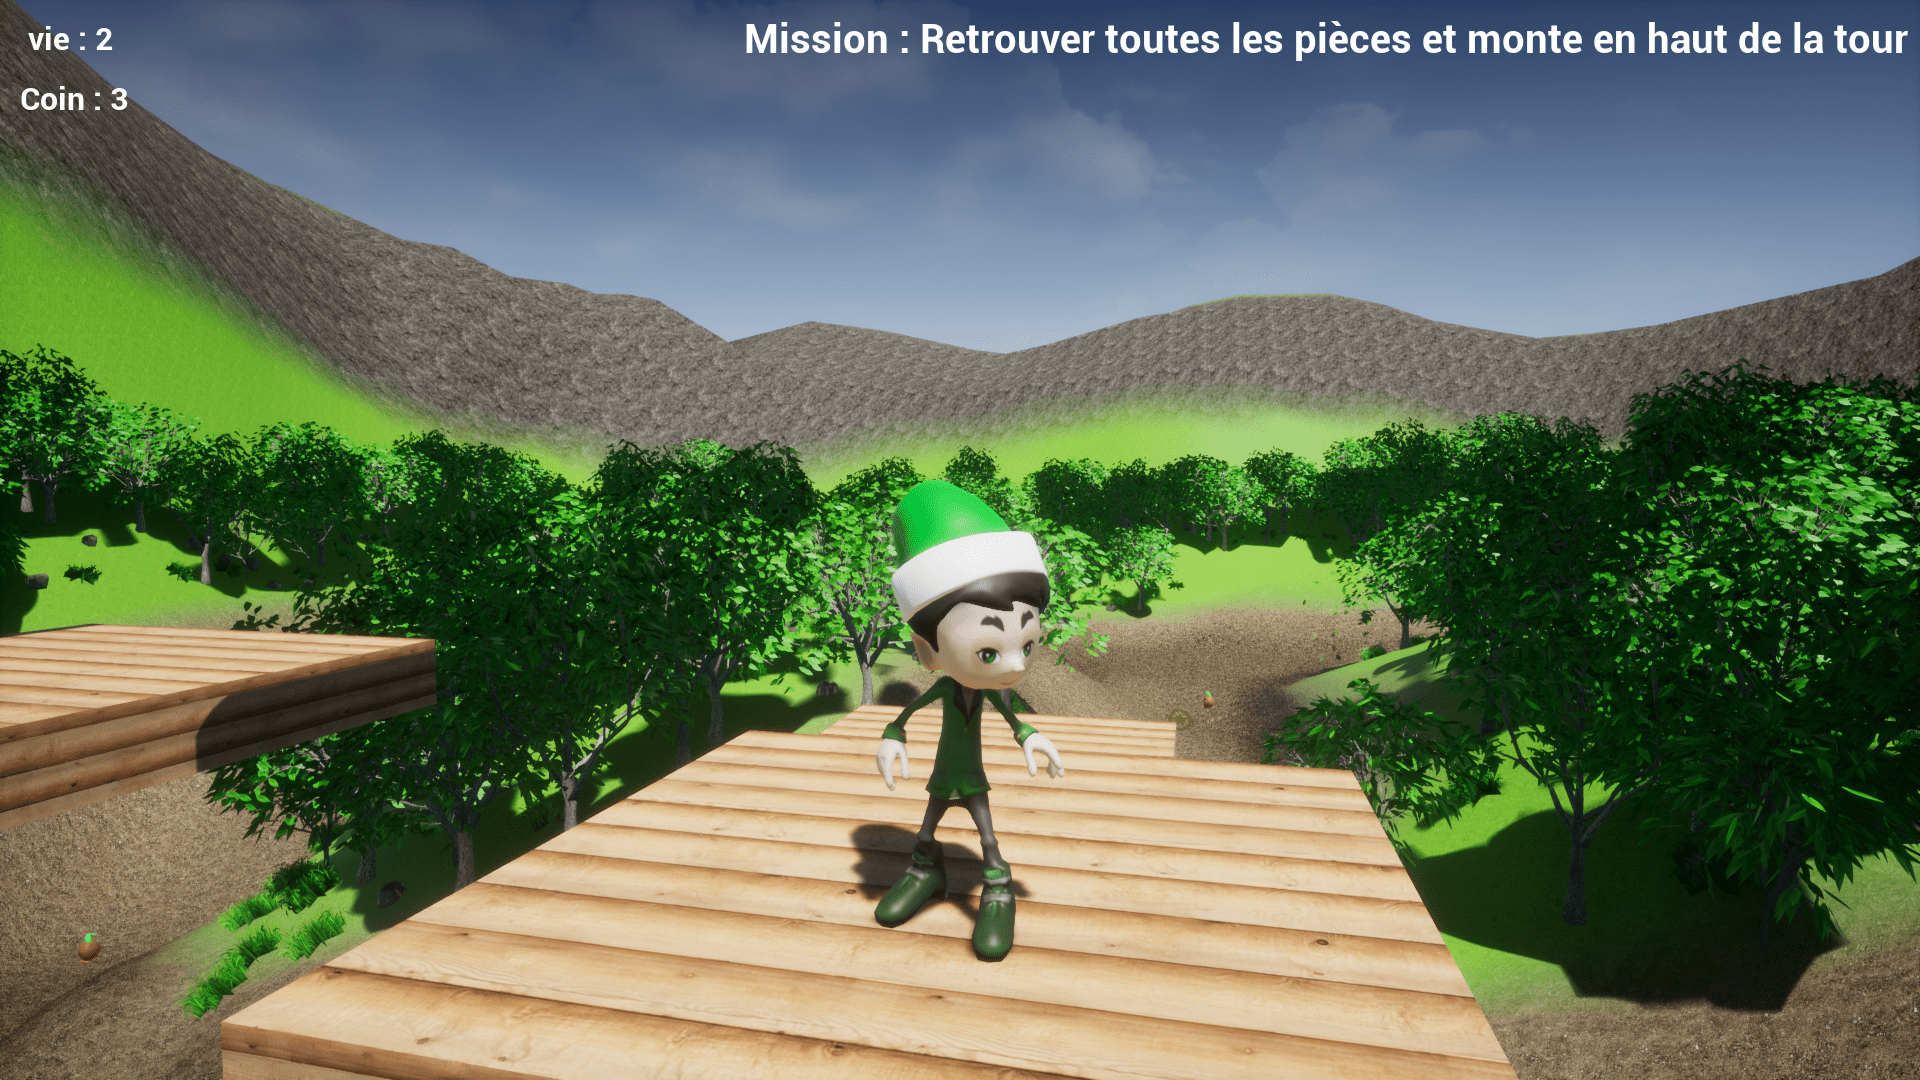 vie : 2
Mission : Retrouver toutes les pièces et monte en haut de la tour
Coin : 3